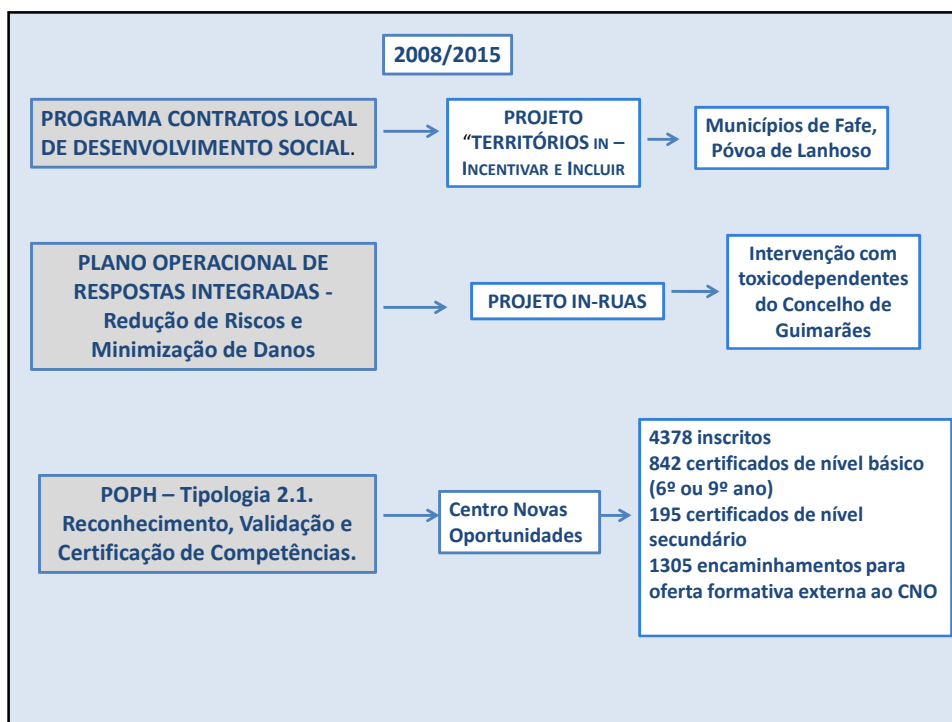 2008/2015
PROGRAMA CONTRATOS LOCAL
DE DESENVOLVIMENTO SOCIAL.
PROJETO
“TERRITÓRIOS IN –
INCENTIVAR E INCLUIR
Municípios de Fafe,
Póvoa de Lanhoso
PLANO OPERACIONAL DE
RESPOSTAS INTEGRADAS -
Redução de Riscos e
Minimização de Danos
PROJETO IN-RUAS
Intervenção com
toxicodependentes
do Concelho de
Guimarães
POPH – Tipologia 2.1.
Reconhecimento, Validação e
Certificação de Competências.
Centro Novas
Oportunidades
4378 inscritos
842 certificados de nível básico
(6º ou 9º ano)
195 certificados de nível
secundário
1305 encaminhamentos para
oferta formativa externa ao CNO